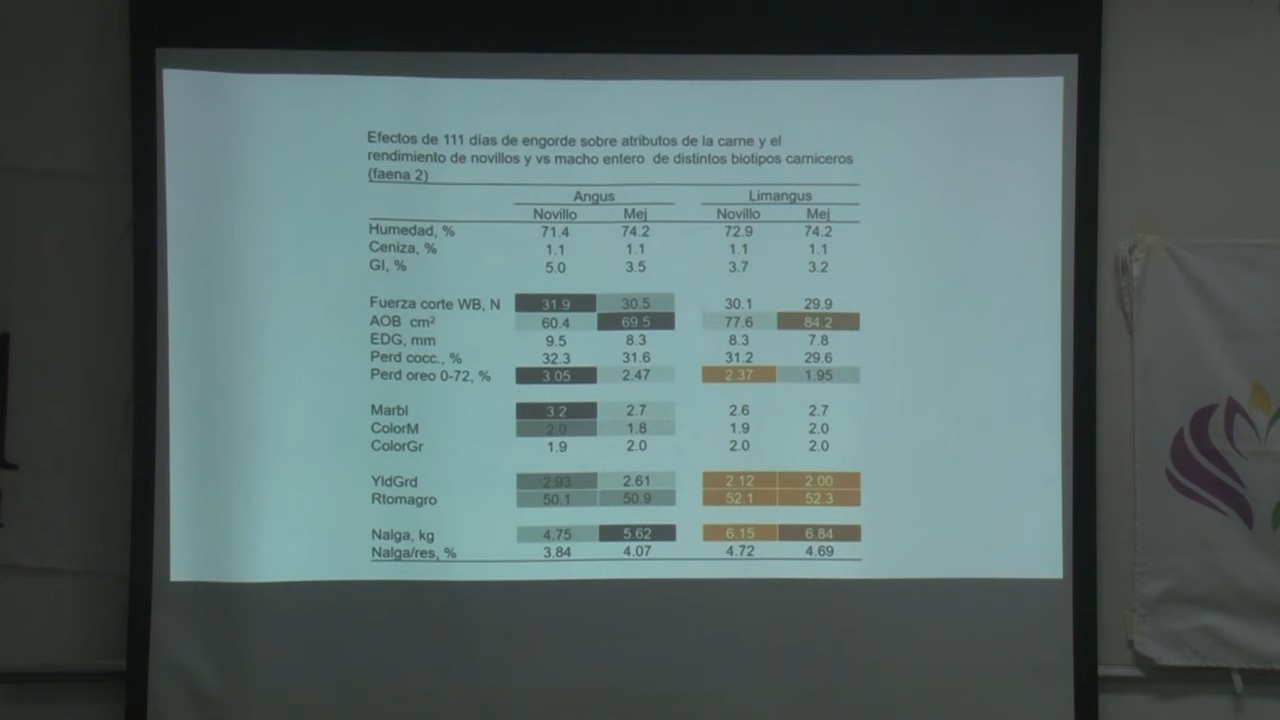 Efectos de 111 días de engorde sobre atributos de la carne y el
rendimiento de novillos y vs macho entero de distintos biotipos carniceros
(faena 2)
Angus Limangus
Novillo Mej Novillo Mej
Humedad, % 71.4 74.2 72.9 74.2
Ceniza, % 1.1 1.1 1.1 1.1
GI, % 5.0 3.5 3.7 3.2
Fuerza corte WB, N 31.9 30.5 30.1 29.9
AOB cm² 60.4 69.5 77.6 84.2
EDG, mm 9.5 8.3 8.3 7.8
Perd cocc., % 32.3 31.6 31.2 29.6
Perd oreo 0-72, % 3.05 2.47 2.37 1.95
Marbl 3.2 2.7 2.6 2.7
ColorM 2.0 1.8 1.9 2.0
ColorGr 1.9 2.0 2.0 2.0
YldGrd 2.93 2.61 2.12 2.00
Rtomagro 50.1 50.9 52.1 52.3
Nalga, kg 4.75 5.62 6.15 6.84
Nalga/res, % 3.84 4.07 4.72 4.69